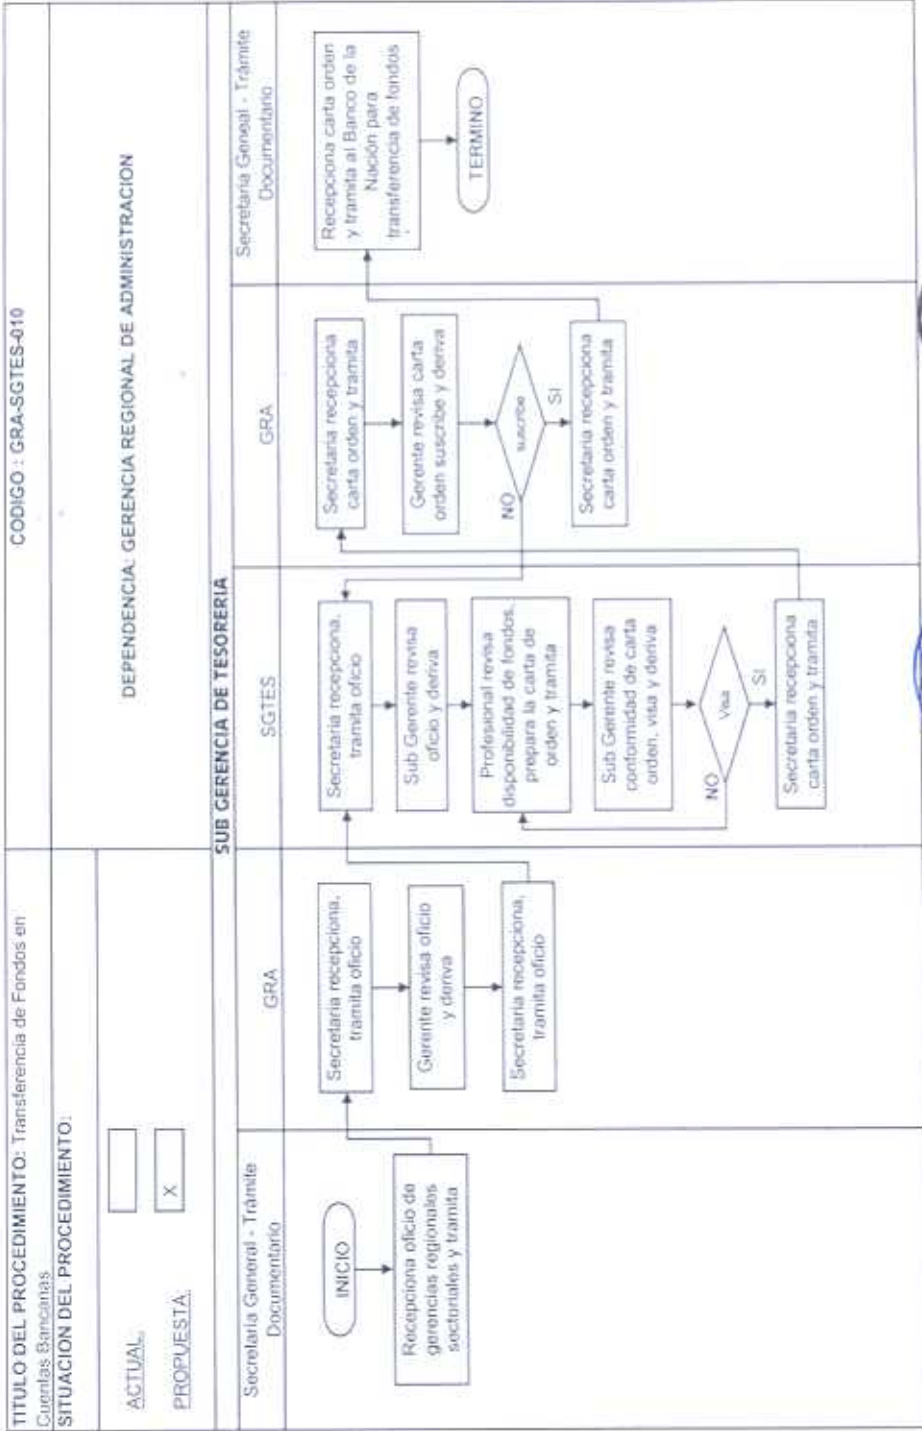 TITULO DEL PROCEDIMIENTO: Transferencia de Fondos en
Cuentas Bancarias
CODIGO : GRA-SGTES-010
SITUACION DEL PROCEDIMIENTO:
ACTUAL:
PROPUESTA:
X
DEPENDENCIA: GERENCIA REGIONAL DE ADMINISTRACION
SUB GERENCIA DE TESORERIA
Secretaría General - Trámite
Documentario
GRA
SGTES
GRA
Secretaría Geneal - Trámite
Documentario
INICIO
Recepciona oficio de
gerencias regionales
sectoriales y tramita
Secretaria recepciona,
tramita oficio
Gerente revisa oficio
y deriva
Secretaria recepciona,
tramita oficio
Secretaria recepciona,
tramita oficio
Sub Gerente revisa
oficio y deriva
Profesional revisa
disponibilidad de fondos,
prepara la carta de
orden y tramita
Sub Gerente revisa
conformidad de carta
orden, visa y deriva
Visa
NO
SI
Secretaria recepciona
carta orden y tramita
Secretaria recepciona
carta orden y tramita
Gerente revisa carta
orden suscribe y deriva
suscribe
NO
SI
Secretaria recepciona
carta orden y tramita
Recepciona carta orden
y tramita al Banco de la
Nación para
transferencia de fondos
.
TERMINO